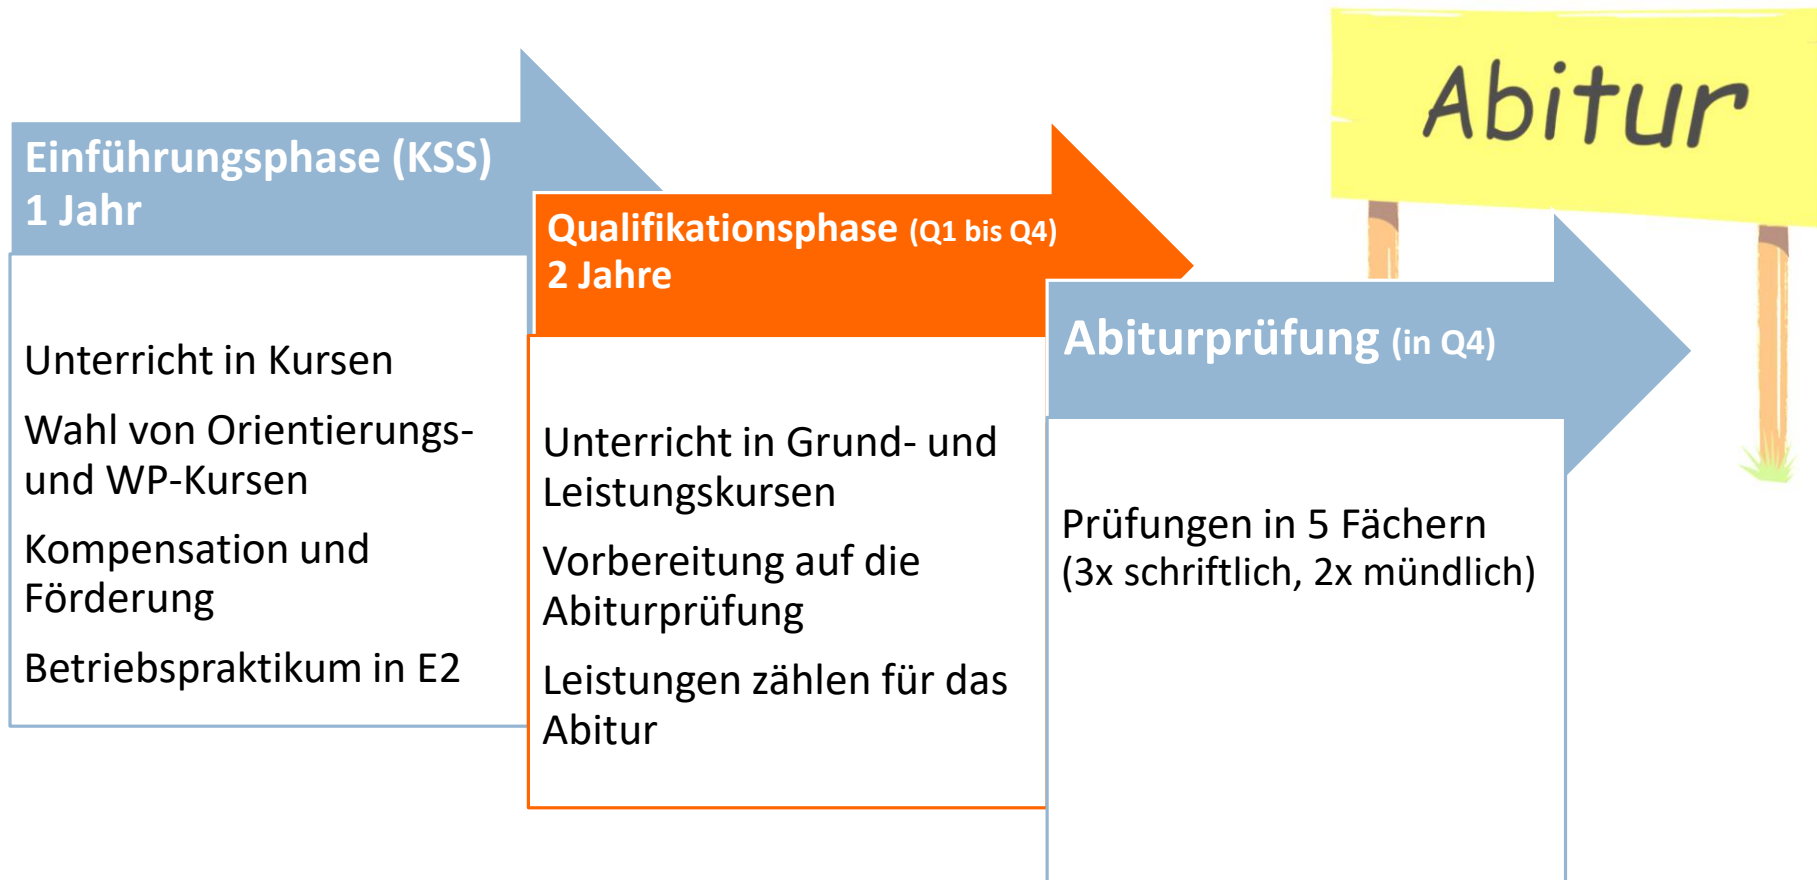 Abitur
Einführungsphase (KSS)
1 Jahr
Unterricht in Kursen
Wahl von Orientierungs-
und WP-Kursen
Kompensation und
Förderung
Betriebspraktikum in E2
Qualifikationsphase (Q1 bis Q4)
2 Jahre
Unterricht in Grund- und
Leistungskursen
Vorbereitung auf die
Abiturprüfung
Leistungen zählen für das
Abitur
Abiturprüfung (in Q4)
Prüfungen in 5 Fächern
(3x schriftlich, 2x mündlich)